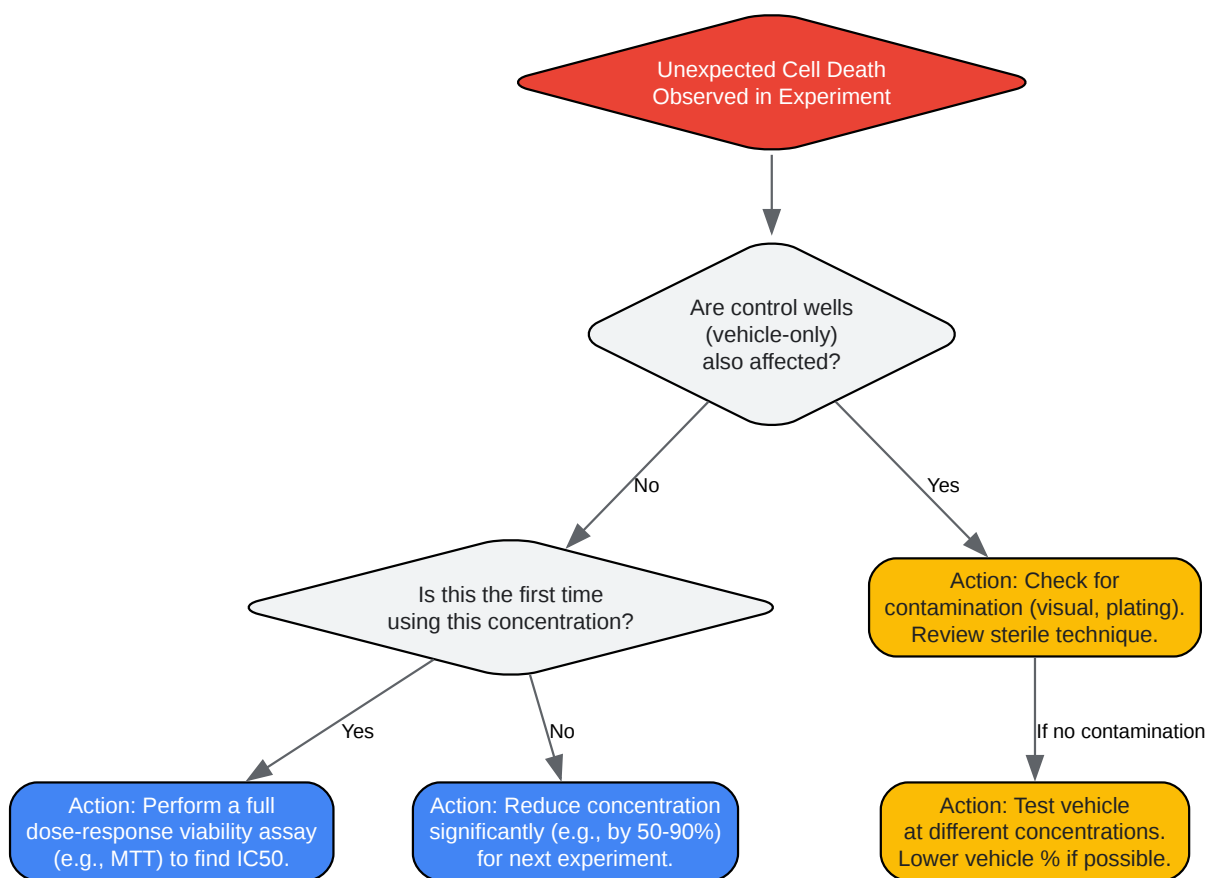 Unexpected Cell Death
Observed in Experiment
Are control wells
(vehicle-only)
also affected?
No
Yes
Is this the first time
using this concentration?
Action: Check for
contamination (visual, plating).
Review sterile technique.
Yes
No
If no contamination
Action: Perform a full
dose-response viability assay
(e.g., MTT) to find IC50.
Action: Reduce concentration
significantly (e.g., by 50-90%)
for next experiment.
Action: Test vehicle
at different concentrations.
Lower vehicle % if possible.